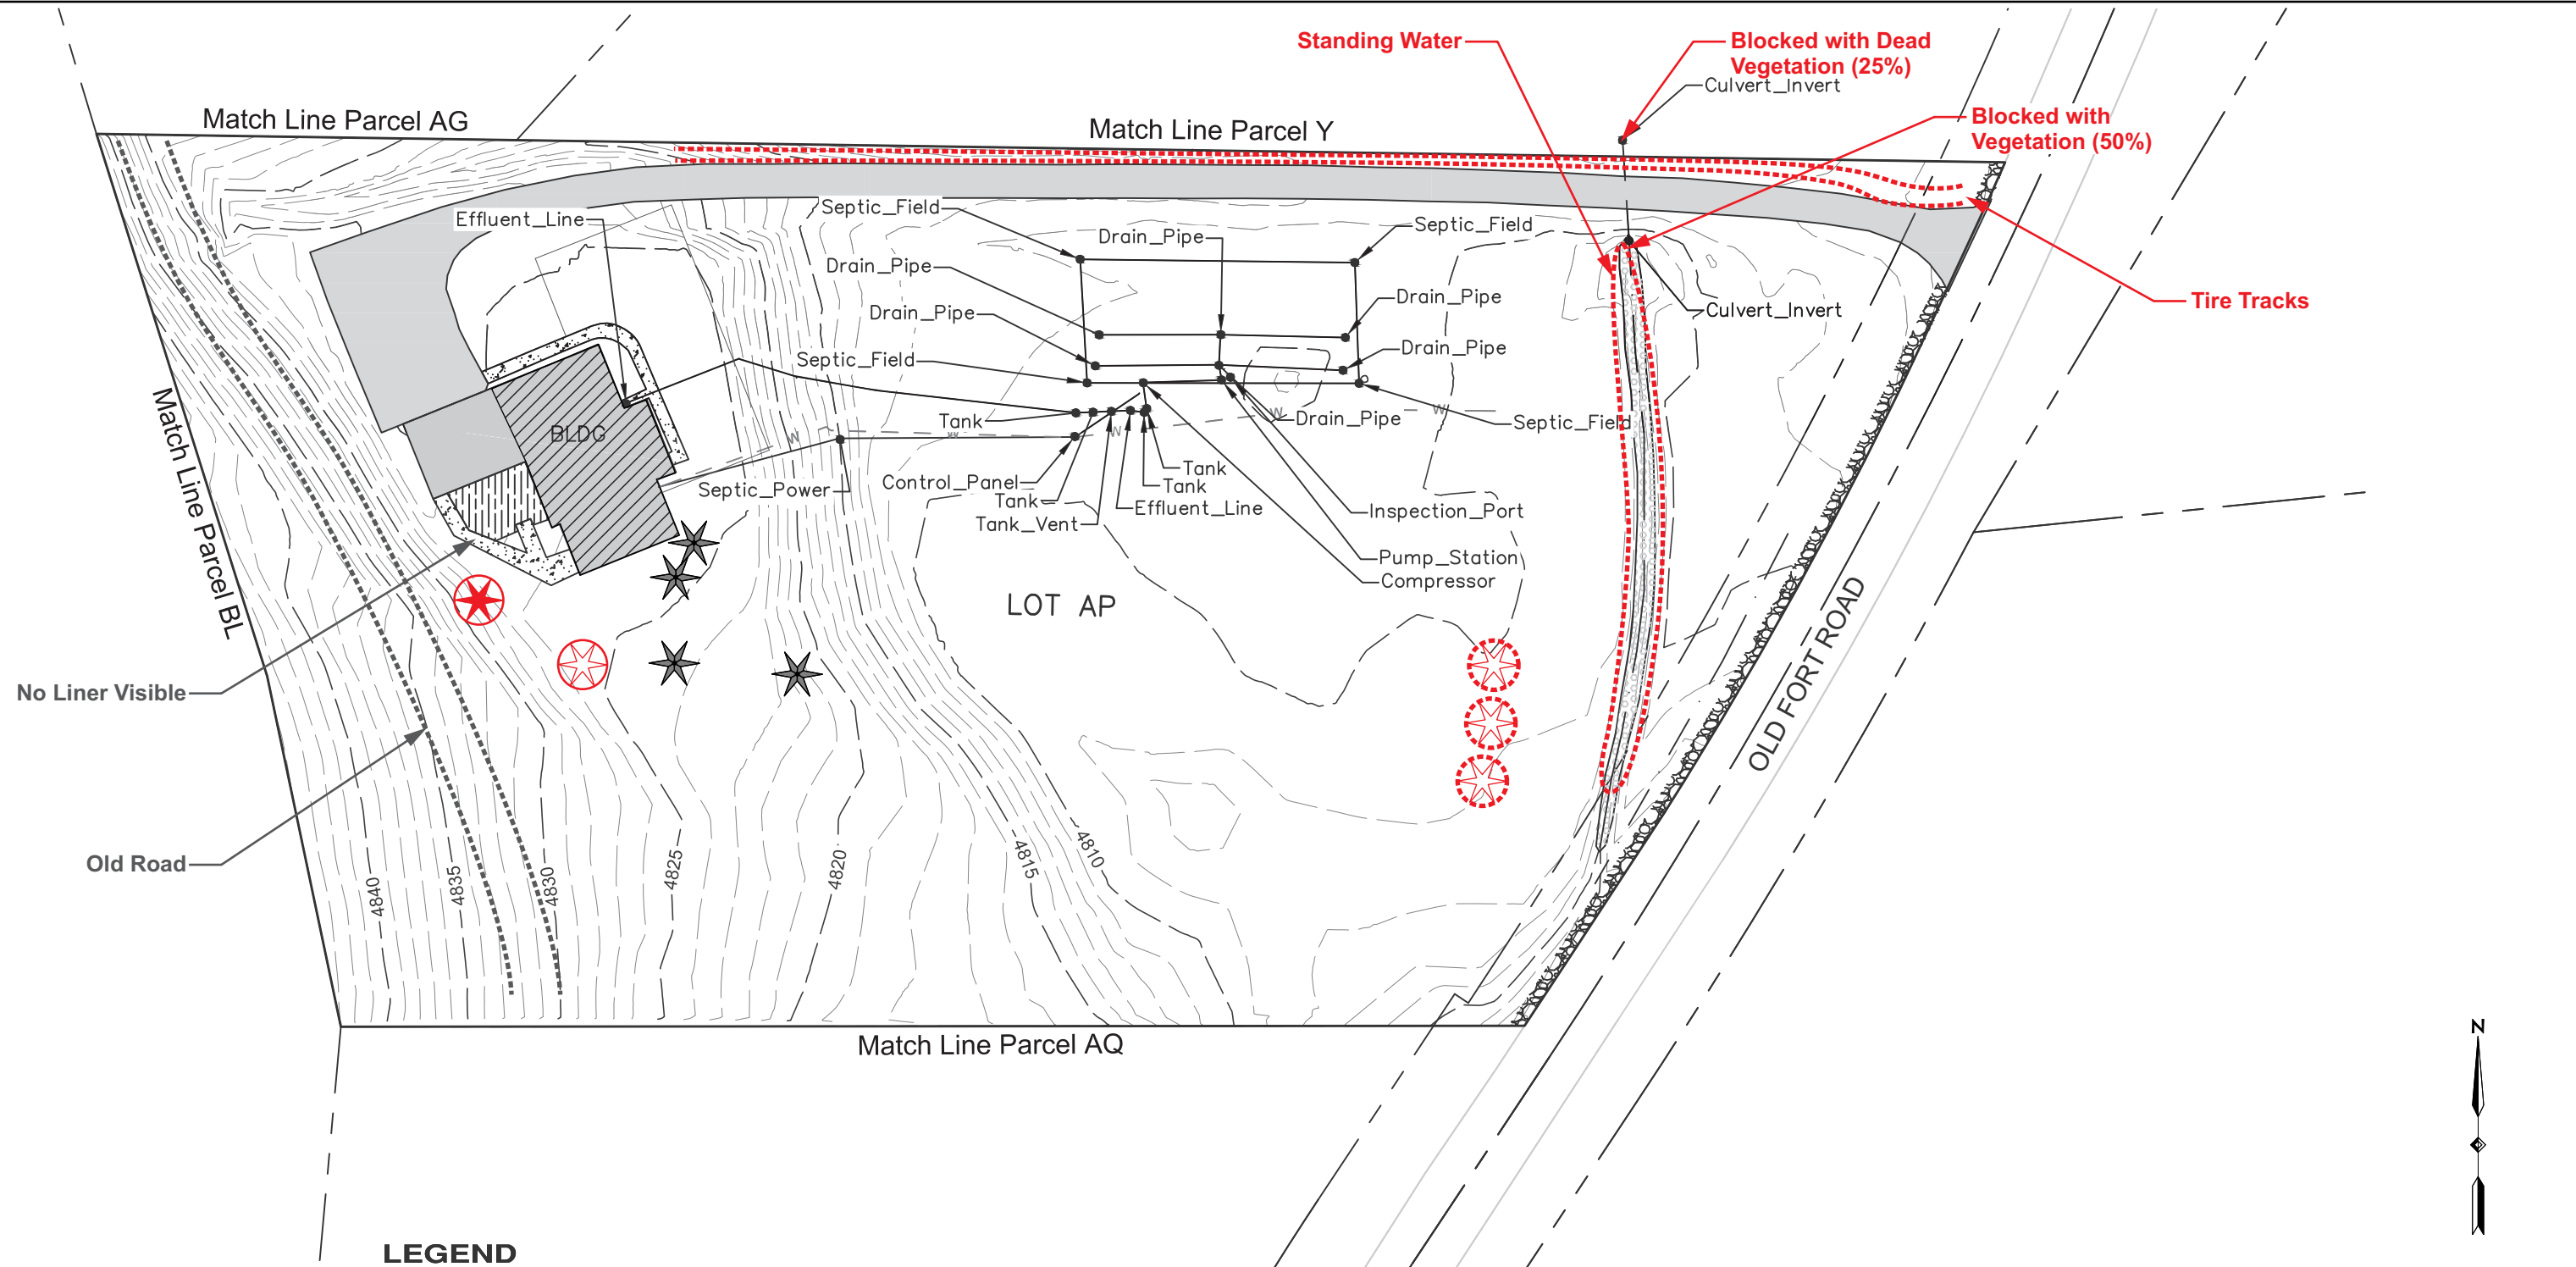 Standing Water
Blocked with Dead
Vegetation (25%)
Culvert_Invert
Blocked with
Vegetation (50%)
Match Line Parcel AG
Match Line Parcel Y
Effluent_Line
Septic_Field
Drain_Pipe
Septic_Field
Drain_Pipe
Drain_Pipe
Drain_Pipe
Culvert_Invert
Tire Tracks
Septic_Field
Drain_Pipe
Tank
Drain_Pipe
Septic_Field
W
W
W
W
W
BLDG
Match Line Parcel BL
Septic_Power
Control_Panel
Tank
Tank
Tank
Tank_Vent
Effluent_Line
Inspection_Port
Pump_Station
Compressor
LOT AP
OLD FORT ROAD
No Liner Visible
Old Road
4840
4835
4830
4825
4820
4815
4810
Match Line Parcel AQ
N
LEGEND